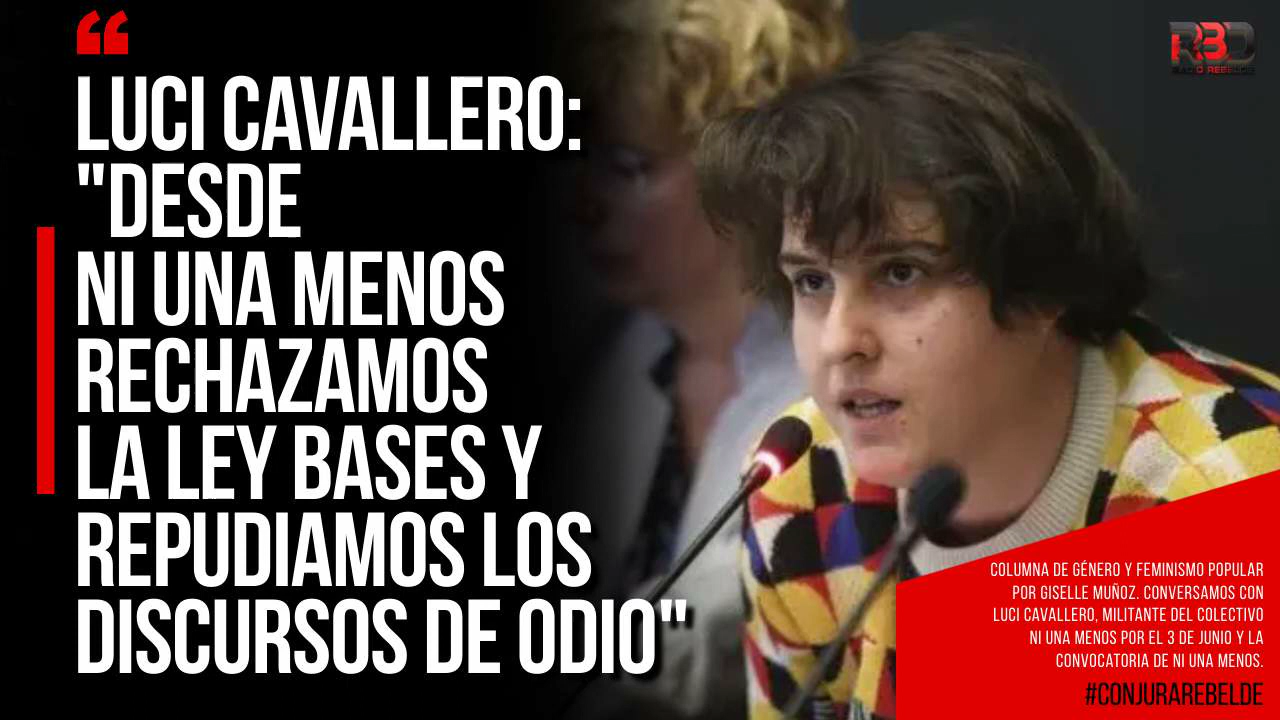 “
LUCI CAVALLERO:
"DESDE
NI UNA MENOS
RECHAZAMOS
LA LEY BASES Y
REPUDIAMOS LOS
DISCURSOS DE ODIO"
RBD
RADIO REBELDE
COLUMNA DE GÉNERO Y FEMINISMO POPULAR
POR GISELLE MUÑOZ. CONVERSAMOS CON
LUCI CAVALLERO, MILITANTE DEL COLECTIVO
NI UNA MENOS POR EL 3 DE JUNIO Y LA
CONVOCATORIA DE NI UNA MENOS.
#CONJURAREBELDE